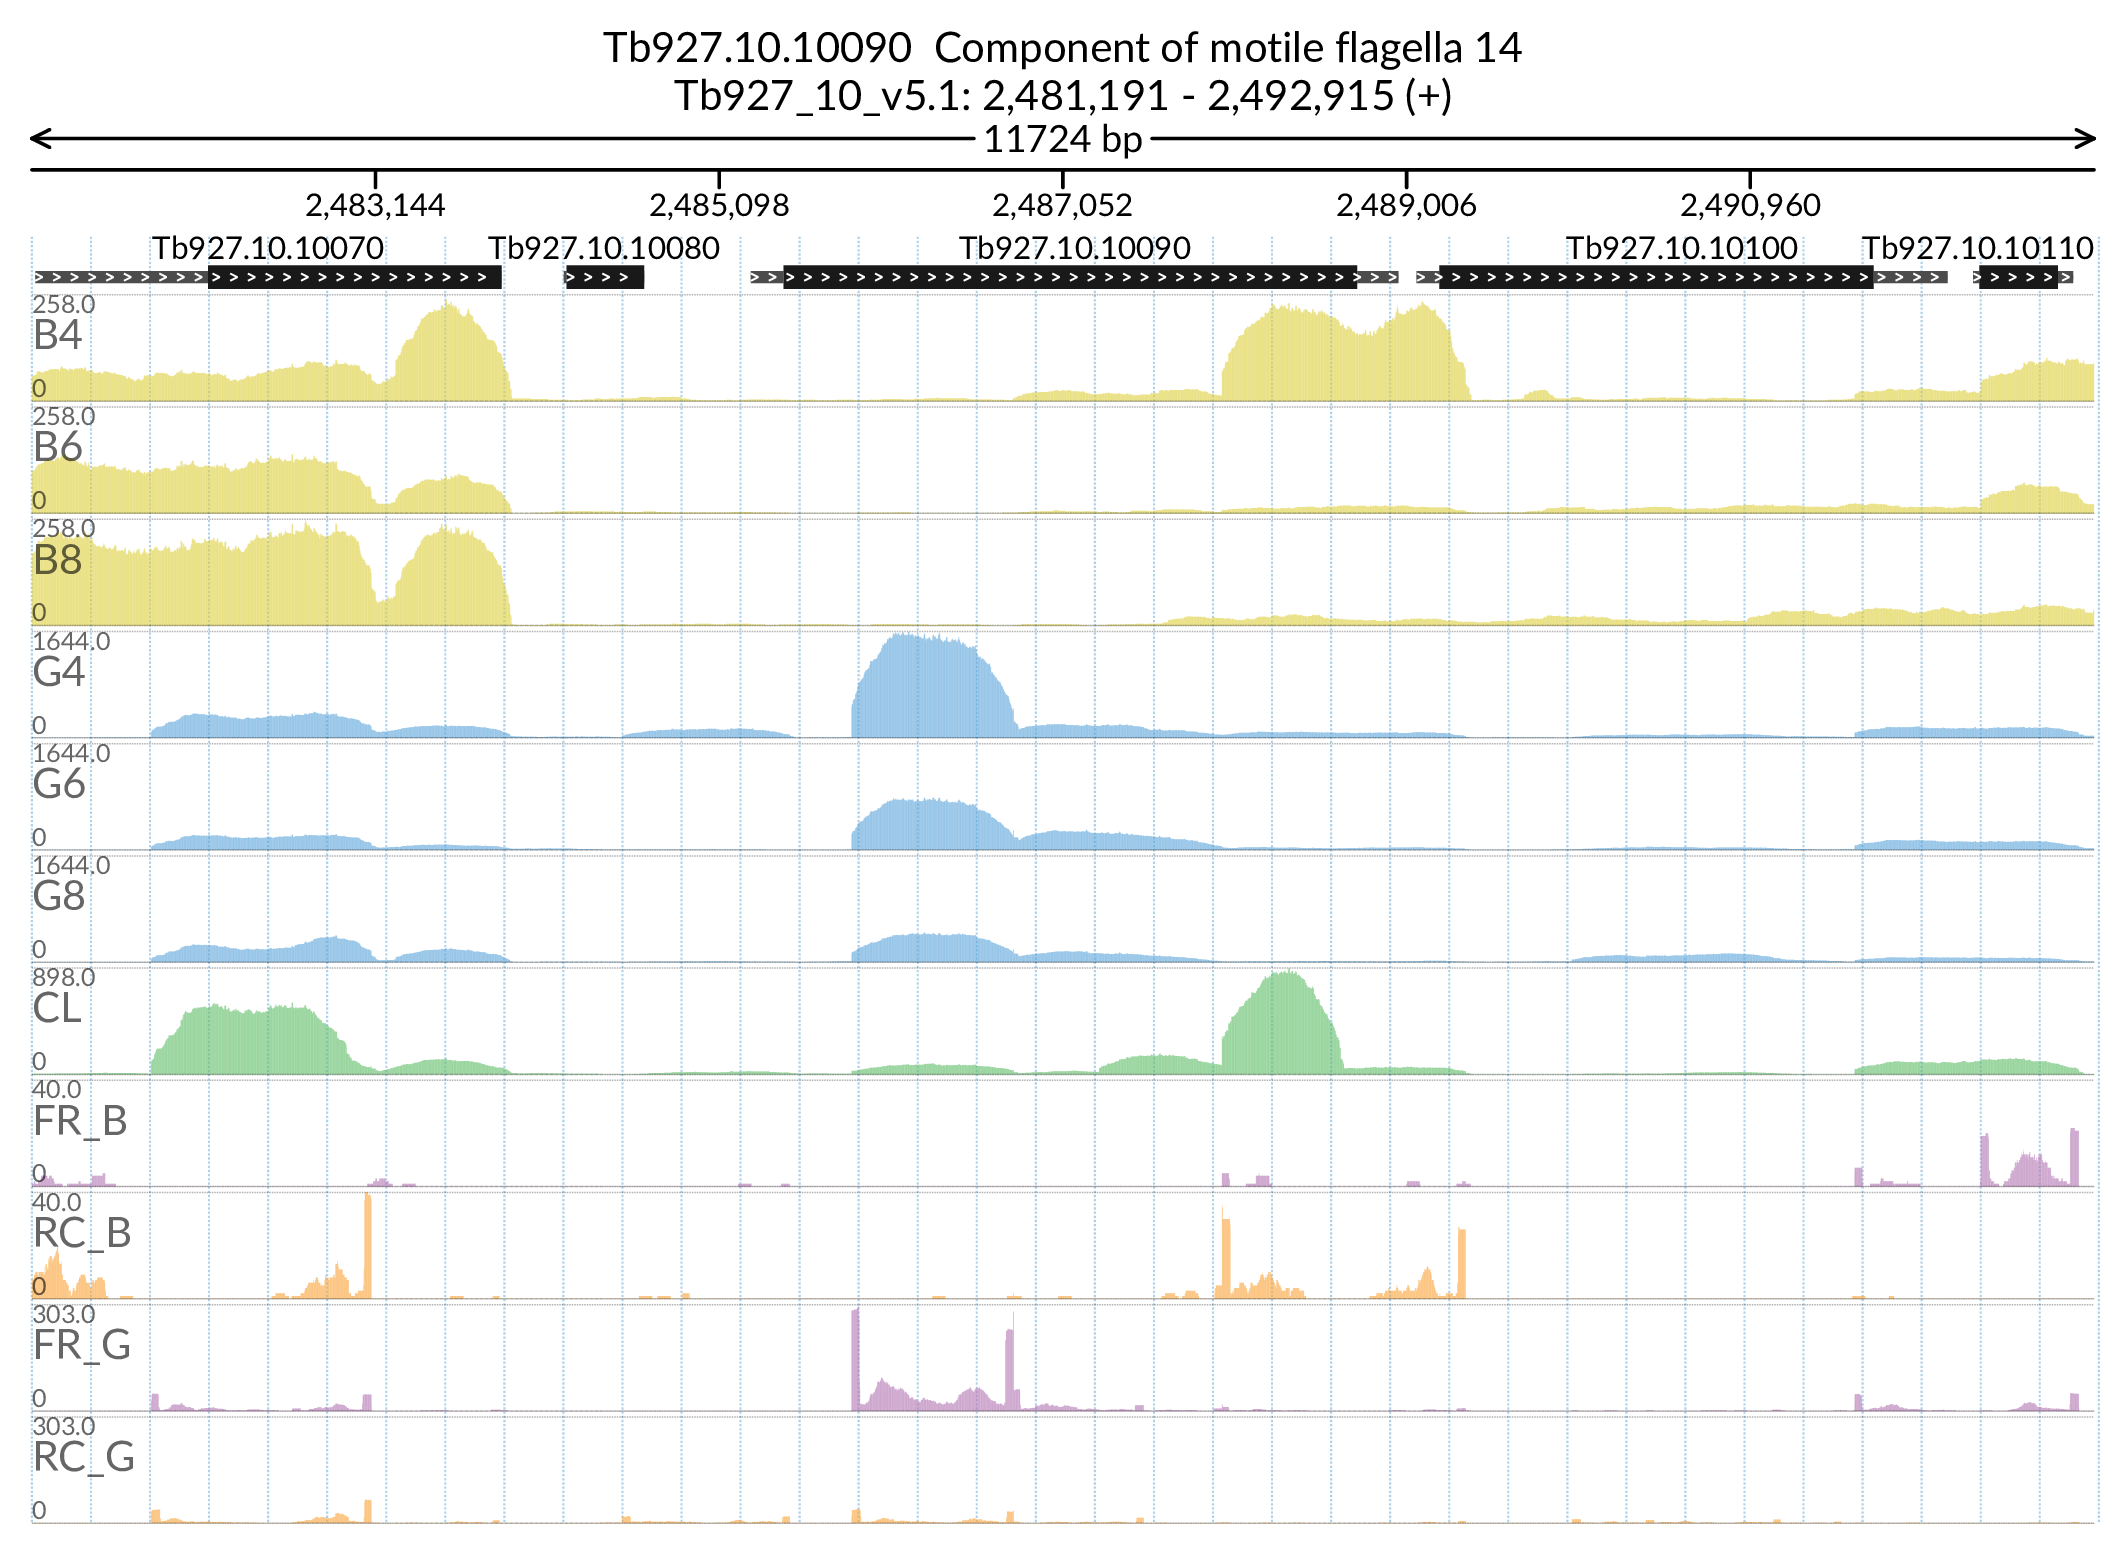 Tb927.10.10090  Component of motile flagella 14
Tb927_10_v5.1: 2,481,191 - 2,492,915 (+)
11724 bp
2,483,144 2,485,098 2,487,052 2,489,006 2,490,960
Tb927.10.10070 Tb927.10.10080 Tb927.10.10090 Tb927.10.10100 Tb927.10.10110
258.0
B4
0
258.0
B6
0
258.0
B8
0
1644.0
G4
0
1644.0
G6
0
1644.0
G8
0
898.0
CL
0
40.0
FR_B
0
40.0
RC_B
0
303.0
FR_G
0
303.0
RC_G
0